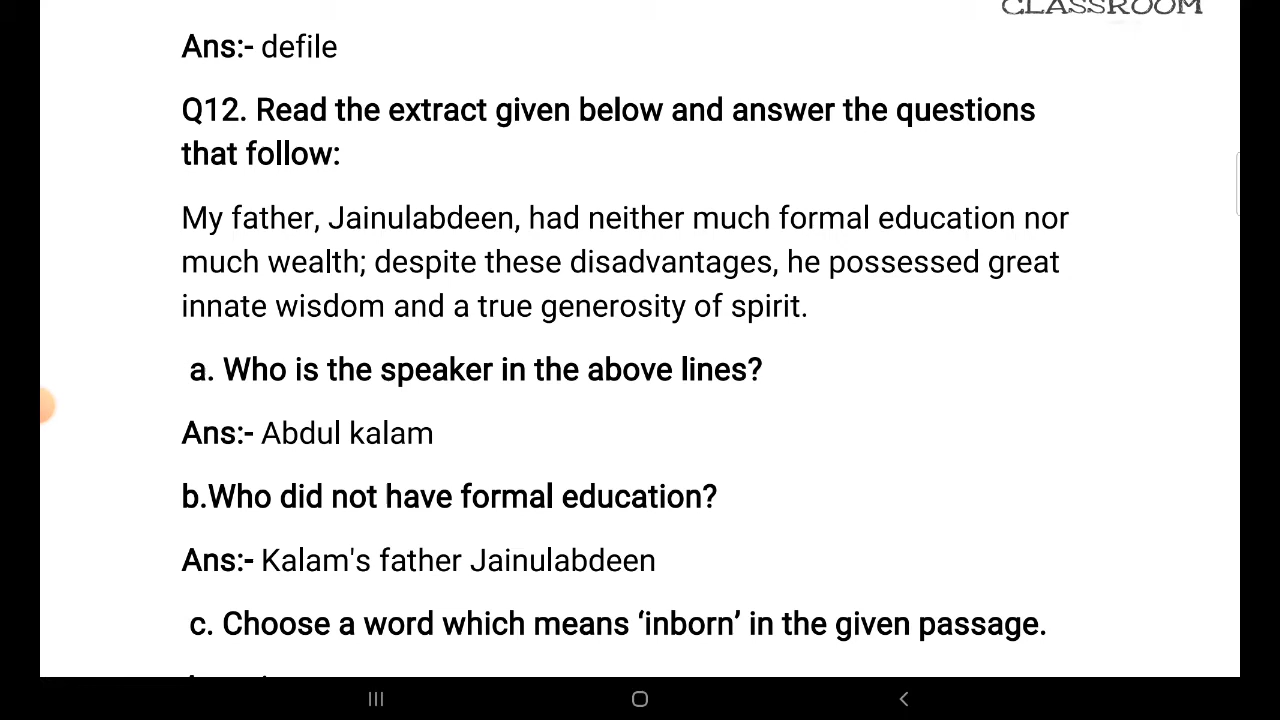 CLASSROOM
Ans:- defile
Q12. Read the extract given below and answer the questions
that follow:
My father, Jainulabdeen, had neither much formal education nor
much wealth; despite these disadvantages, he possessed great
innate wisdom and a true generosity of spirit.
a. Who is the speaker in the above lines?
Ans:- Abdul kalam
b.Who did not have formal education?
Ans:- Kalam's father Jainulabdeen
c. Choose a word which means ‘inborn’ in the given passage.